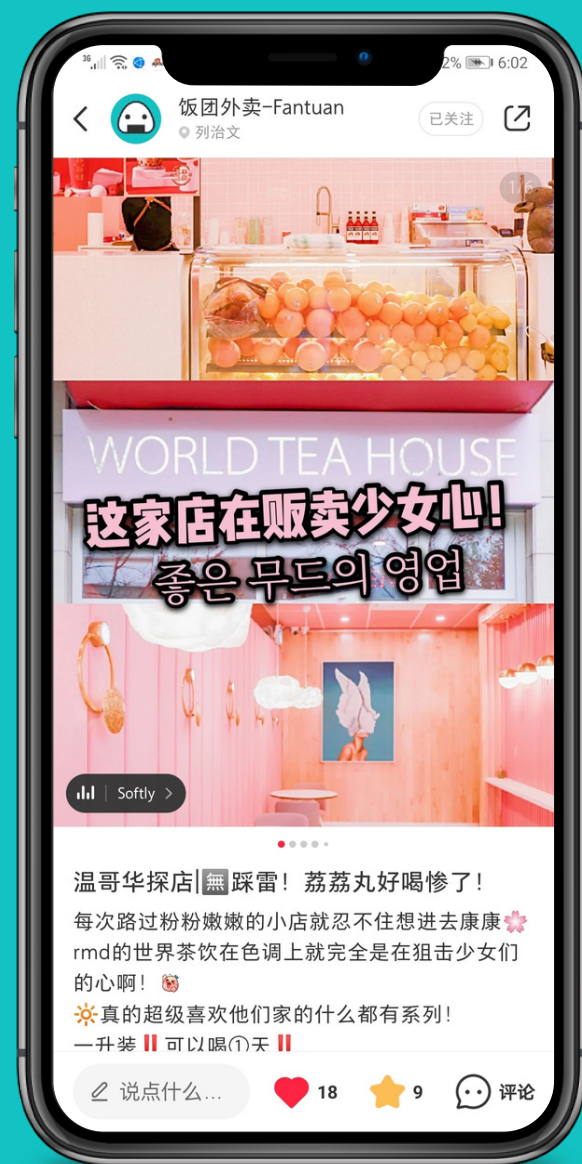 36
2%
6:02
饭团外卖-Fantuan
列治文
已关注
1/6
WORLD TEA HOUSE
这家店在贩卖少女心!
좋은 무드의 영업
Softly
温哥华探店|無踩雷！荔荔丸好喝惨了！
每次路过粉粉嫩嫩的小店就忍不住想进去康康🌸
rmd的世界茶饮在色调上就完全是在狙击少女们
的心啊！🐷
🔆真的超级喜欢他们家的什么都有系列！
一升装‼️可以喝①天‼️
说点什么...
18
9
评论